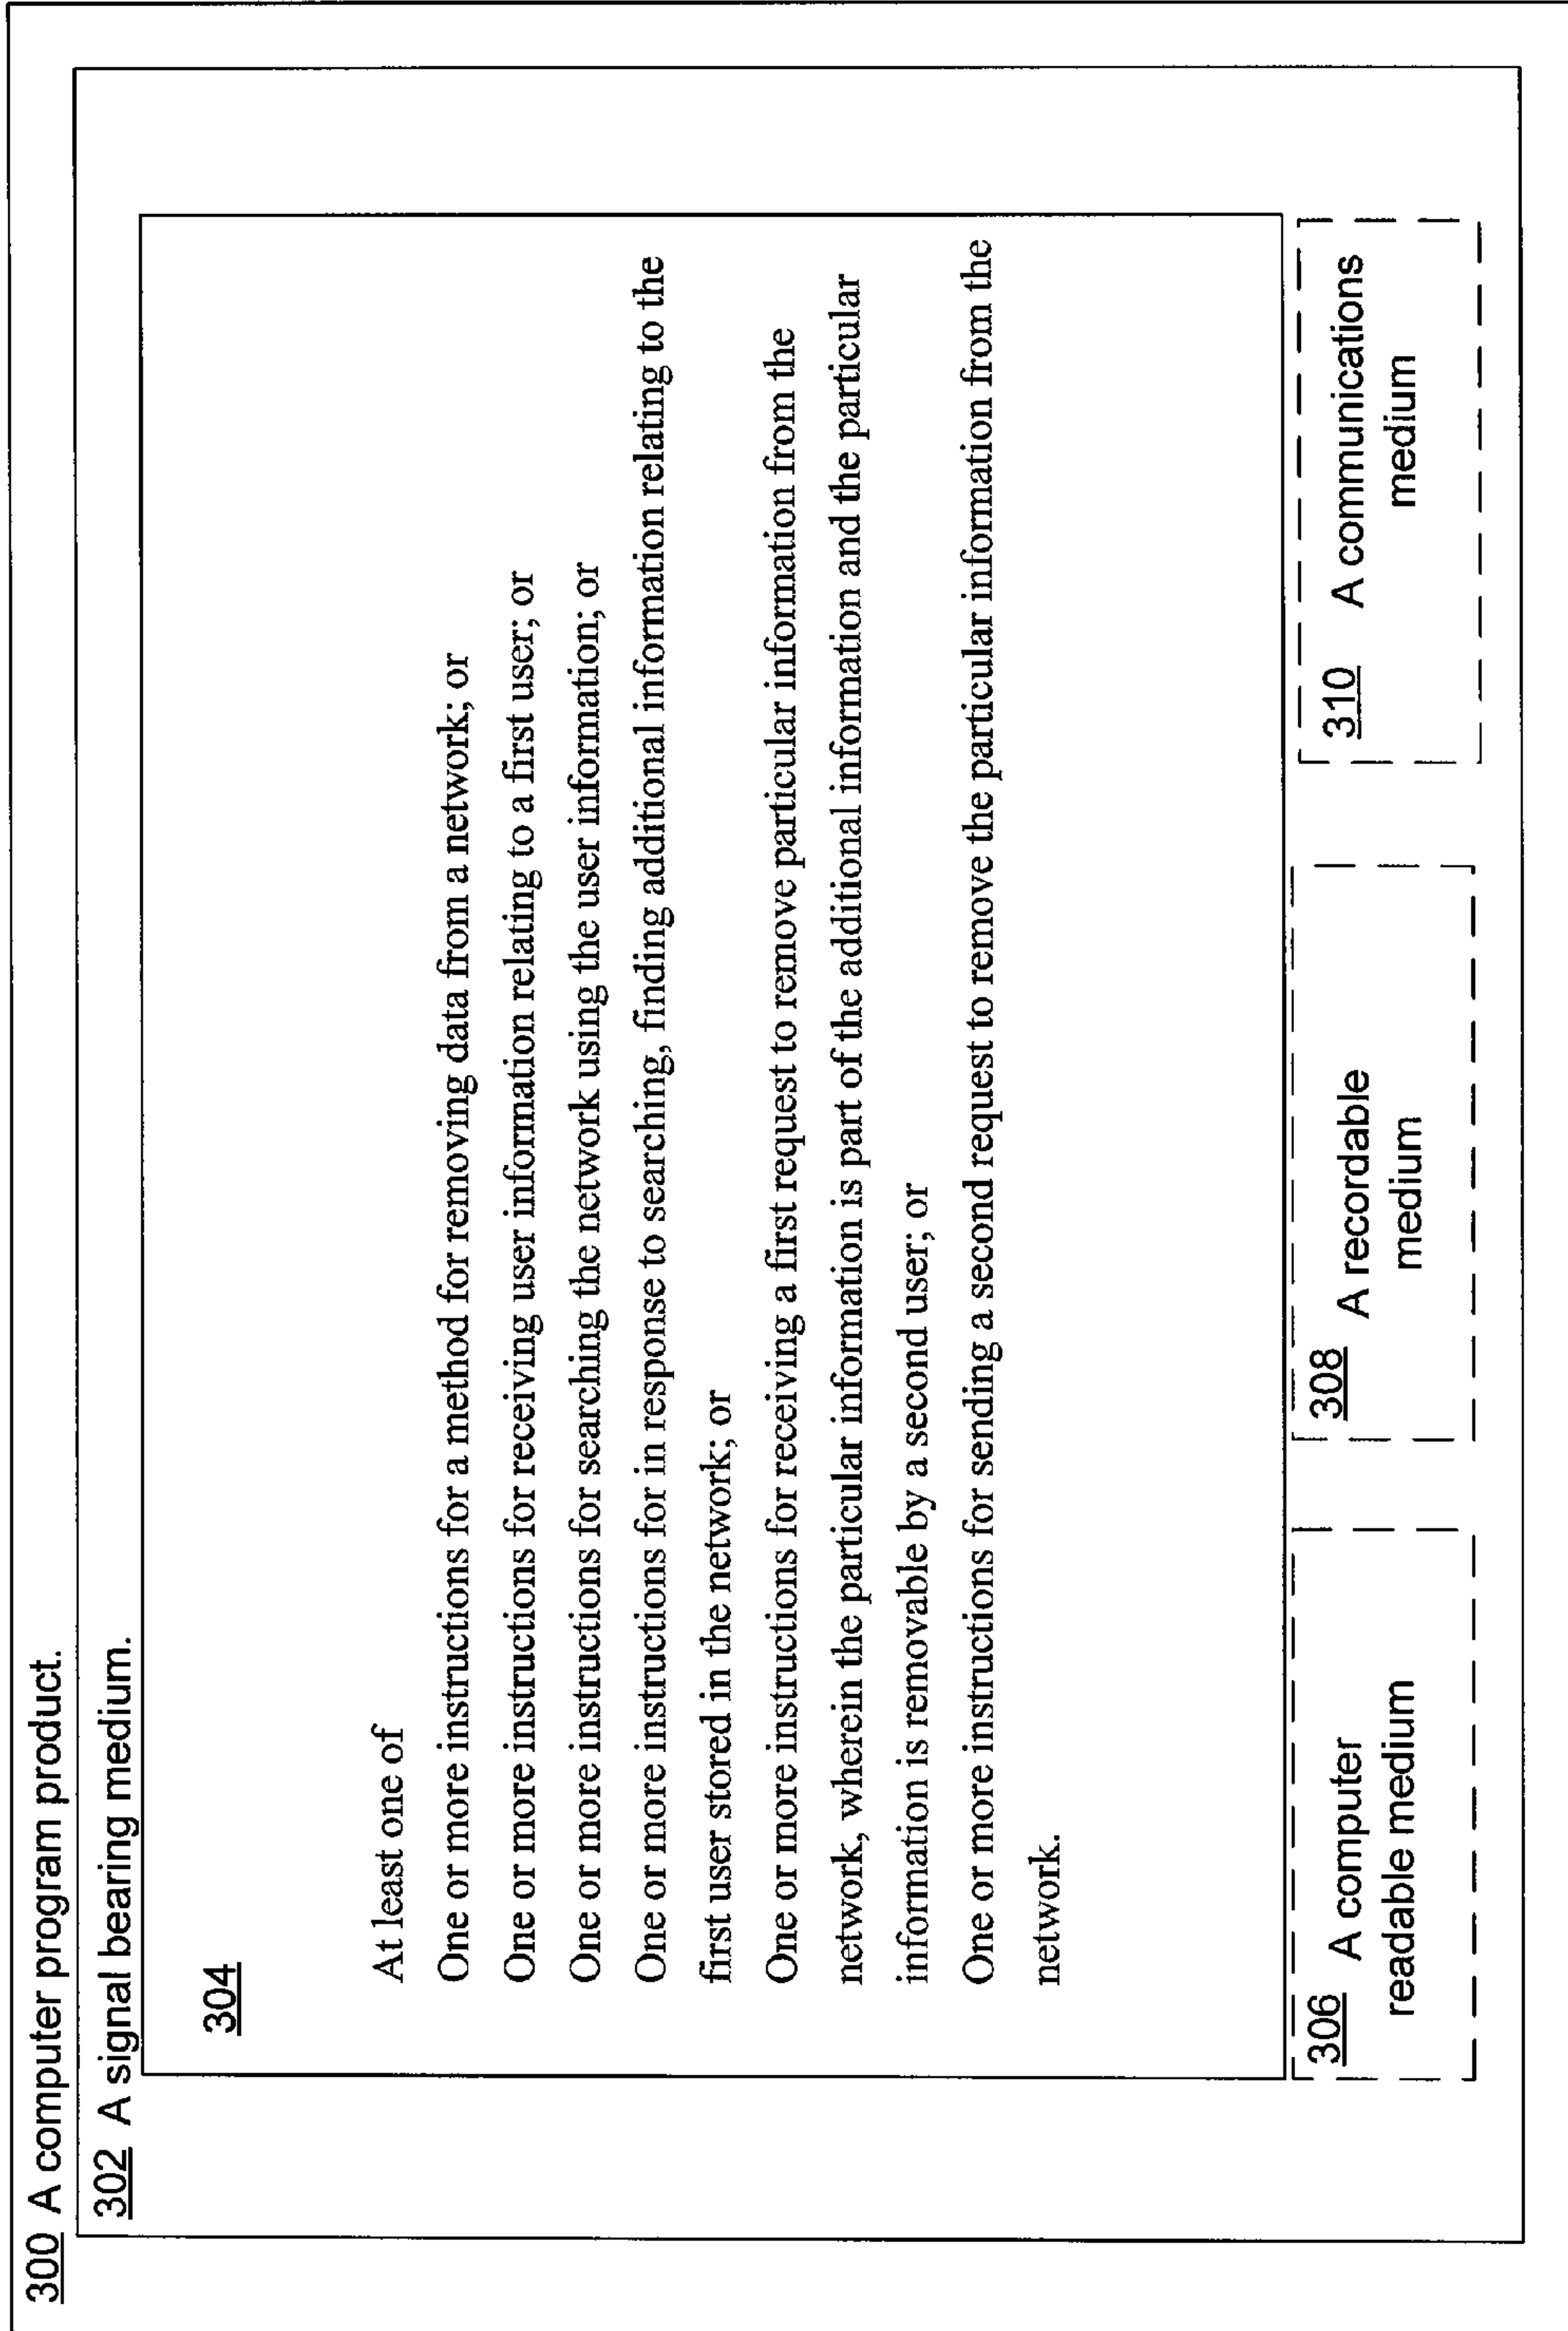 300 A computer program product.
302 A signal bearing medium.
304
At least one of
One or more instructions for a method for removing data from a network; or
One or more instructions for receiving user information relating to a first user; or
One or more instructions for searching the network using the user information; or
One or more instructions for in response to searching, finding additional information relating to the
first user stored in the network; or
One or more instructions for receiving a first request to remove particular information from the
network, wherein the particular information is part of the additional information and the particular
information is removable by a second user; or
One or more instructions for sending a second request to remove the particular information from the
network.
306 A computer
readable medium
308 A recordable
medium
310 A communications
medium